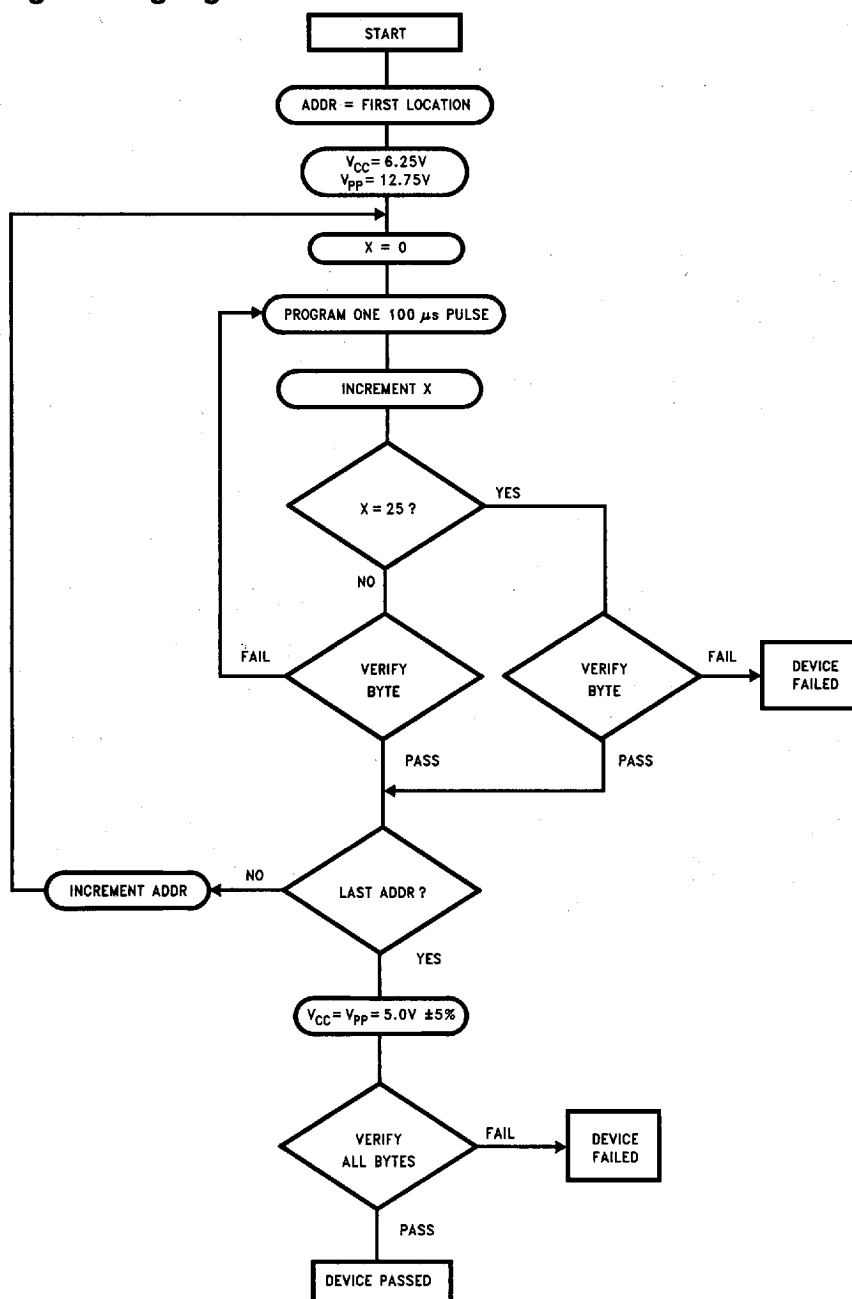 START
ADDR = FIRST LOCATION
VCC = 6.25V
VPP = 12.75V
X = 0
PROGRAM ONE 100 μs PULSE
INCREMENT X
X = 25 ?
YES
NO
FAIL
VERIFY
BYTE
VERIFY
BYTE
FAIL
DEVICE
FAILED
PASS
PASS
INCREMENT ADDR
NO
LAST ADDR ?
YES
VCC = VPP = 5.0V ±5%
VERIFY
ALL BYTES
FAIL
DEVICE
FAILED
PASS
DEVICE PASSED